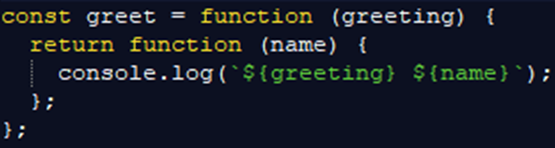 const greet = function (greeting) {
  return function (name) {
    console.log(`${greeting} ${name}`);
  };
};